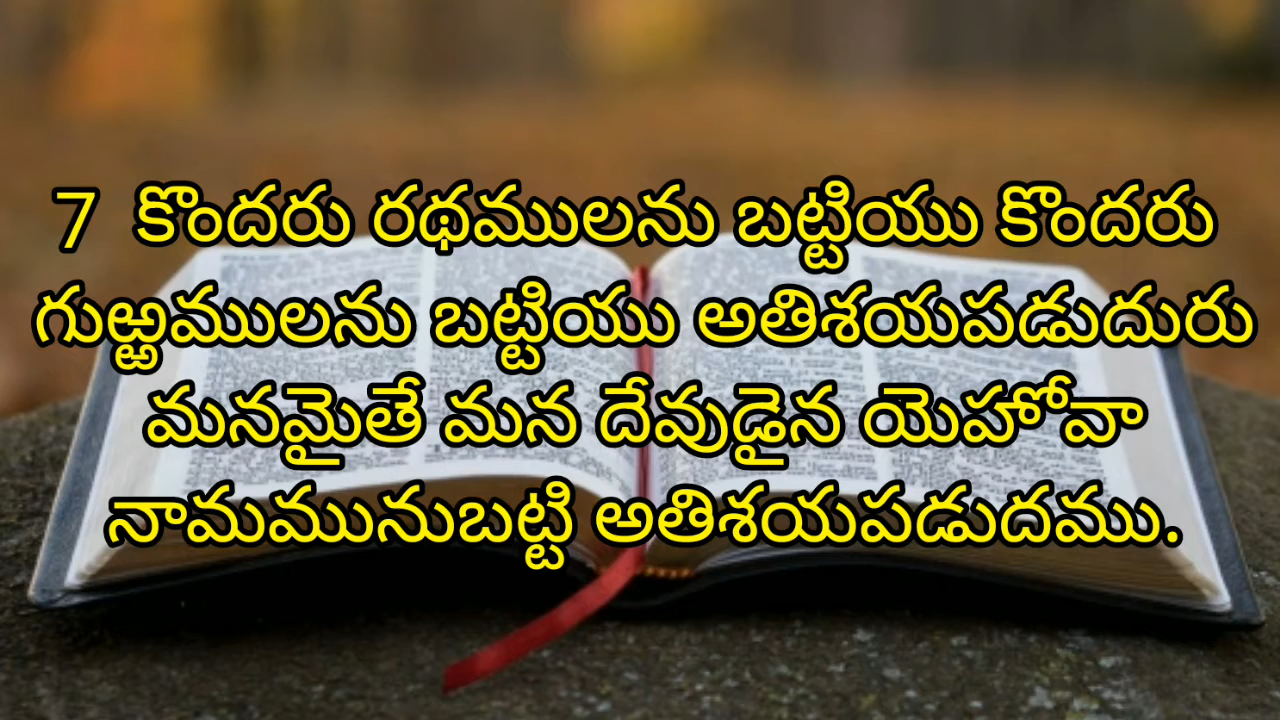 7 కొందరు రథములను బట్టియు కొందరు
గుఱ్ఱములను బట్టియు అతిశయపడుదురు
మనమైతే మన దేవుడైన యెహోవా
నామమునుబట్టి అతిశయపడుదము.